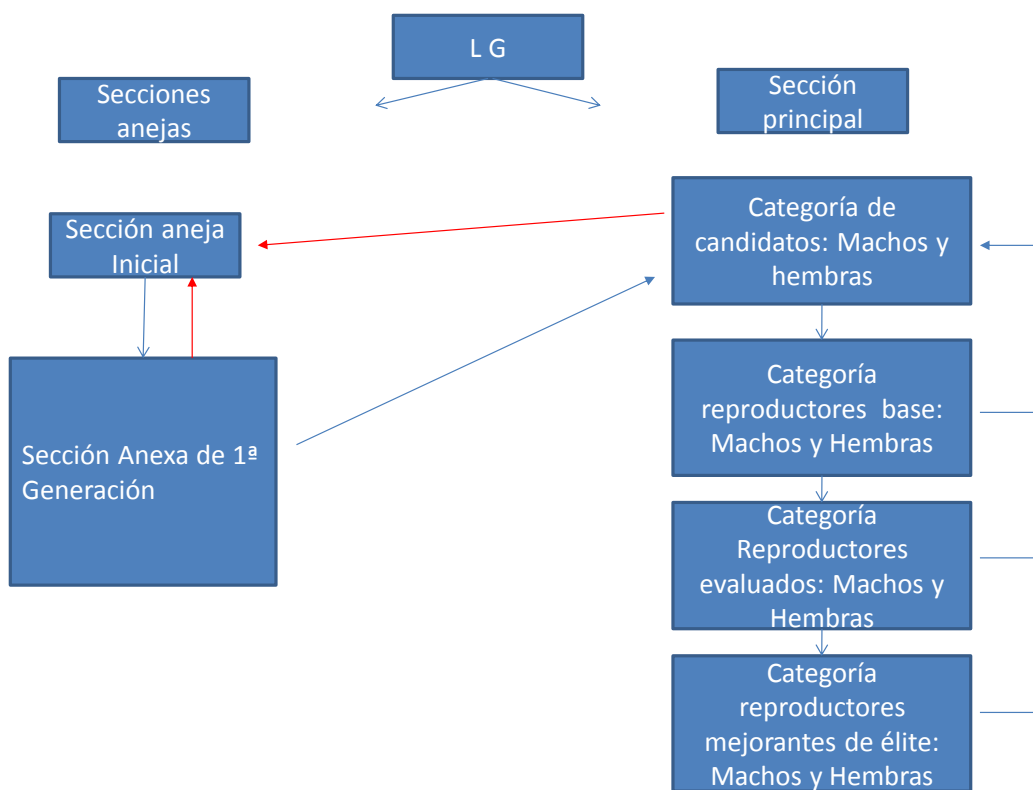 L G
Secciones
anejas
Sección
principal
Sección aneja
Inicial
Sección Anexa de 1ª
Generación
Categoría de
candidatos: Machos y
hembras
Categoría
reproductores base:
Machos y Hembras
Categoría
Reproductores
evaluados: Machos y
Hembras
Categoría
reproductores
mejorantes de élite:
Machos y Hembras